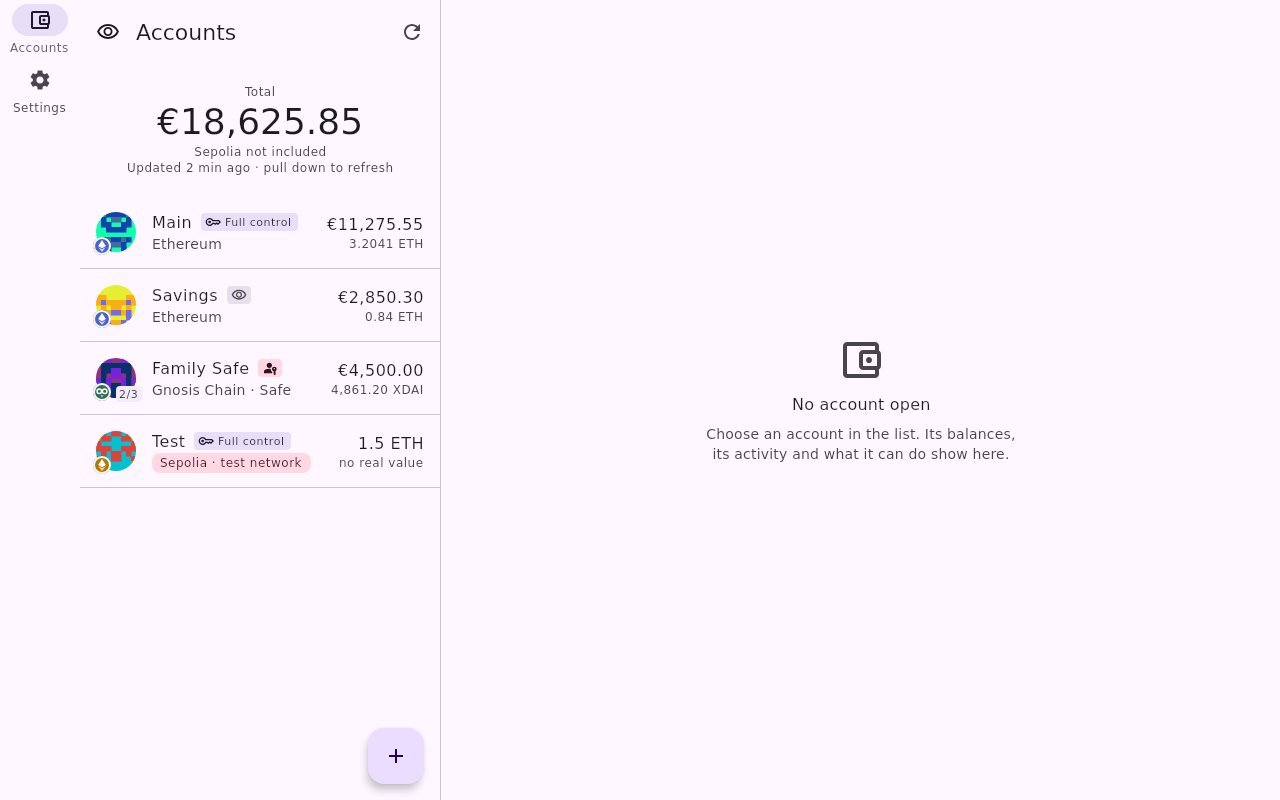 Accounts
Settings
Accounts
Total
€18,625.85
Sepolia not included
Updated 2 min ago · pull down to refresh
Main Full control €11,275.55
Ethereum 3.2041 ETH
Savings €2,850.30
Ethereum 0.84 ETH
Family Safe €4,500.00
2/3 Gnosis Chain · Safe 4,861.20 XDAI
Test Full control 1.5 ETH
Sepolia · test network no real value
No account open
Choose an account in the list. Its balances,
its activity and what it can do show here.